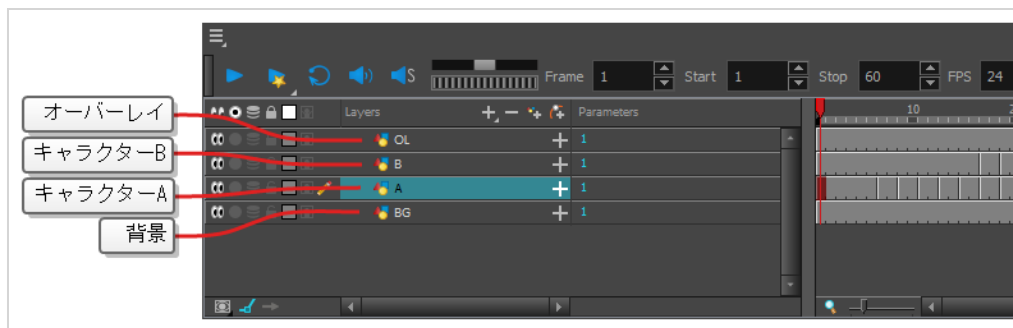 S Frame 1 Start 1 Stop 60 FPS 24
Layers Parameters 10
オーバーレイ OL 1
キャラクターB B 1
キャラクターA A 1
背景 BG 1